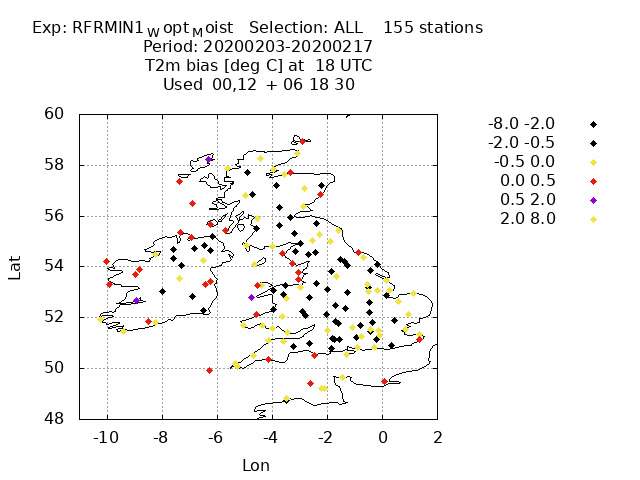 Exp: RFRMIN1WoptMoist Selection: ALL 155 stations
Period: 20200203-20200217
T2m bias [deg C] at 18 UTC
Used 00,12 + 06 18 30
60
58
56
54
52
50
48
-10 -8 -6 -4 -2 0 2
Lat
Lon
-8.0 -2.0
-2.0 -0.5
-0.5 0.0
0.0 0.5
0.5 2.0
2.0 8.0